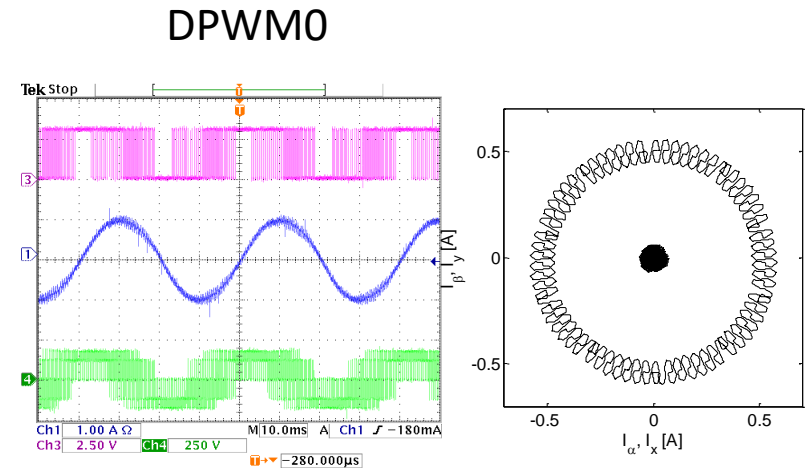 DPWM0
Tek Stop
T
T
3
1
4
Ch1 1.00 A Ω M 10.0ms A Ch1 ƒ −180mA
Ch3 2.50 V Ch4 250 V
T→▼ −280.000µs
Iβ, Iy [A]
0.5
0
-0.5
-0.5 0 0.5
Iα, Ix [A]